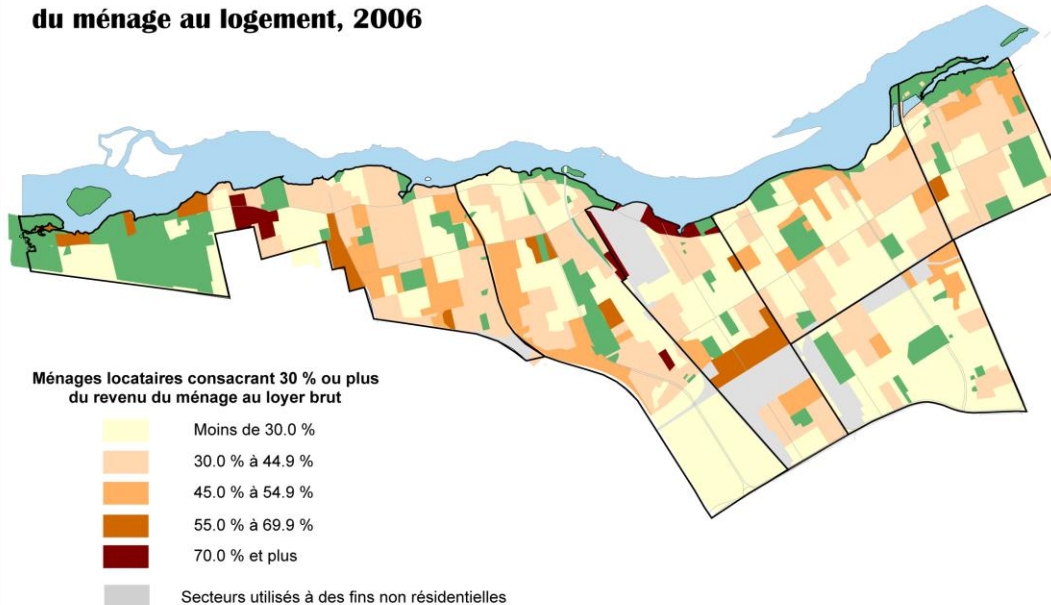 du ménage au logement, 2006
Ménages locataires consacrant 30 % ou plus
du revenu du ménage au loyer brut
Moins de 30.0 %
30.0 % à 44.9 %
45.0 % à 54.9 %
55.0 % à 69.9 %
70.0 % et plus
Secteurs utilisés à des fins non résidentielles